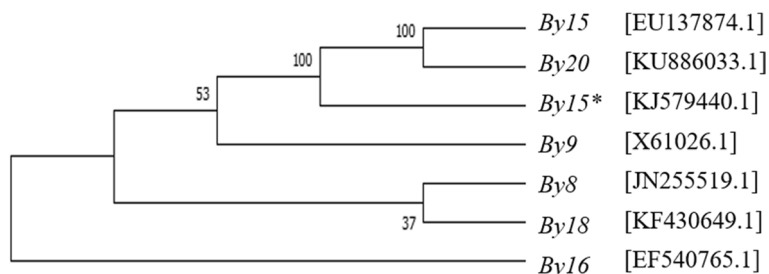 By15 [EU137874.1]
100
By20 [KU886033.1]
100
By15* [KJ579440.1]
53
By9 [X61026.1]
By8 [JN255519.1]
37
By18 [KF430649.1]
By16 [EF540765.1]